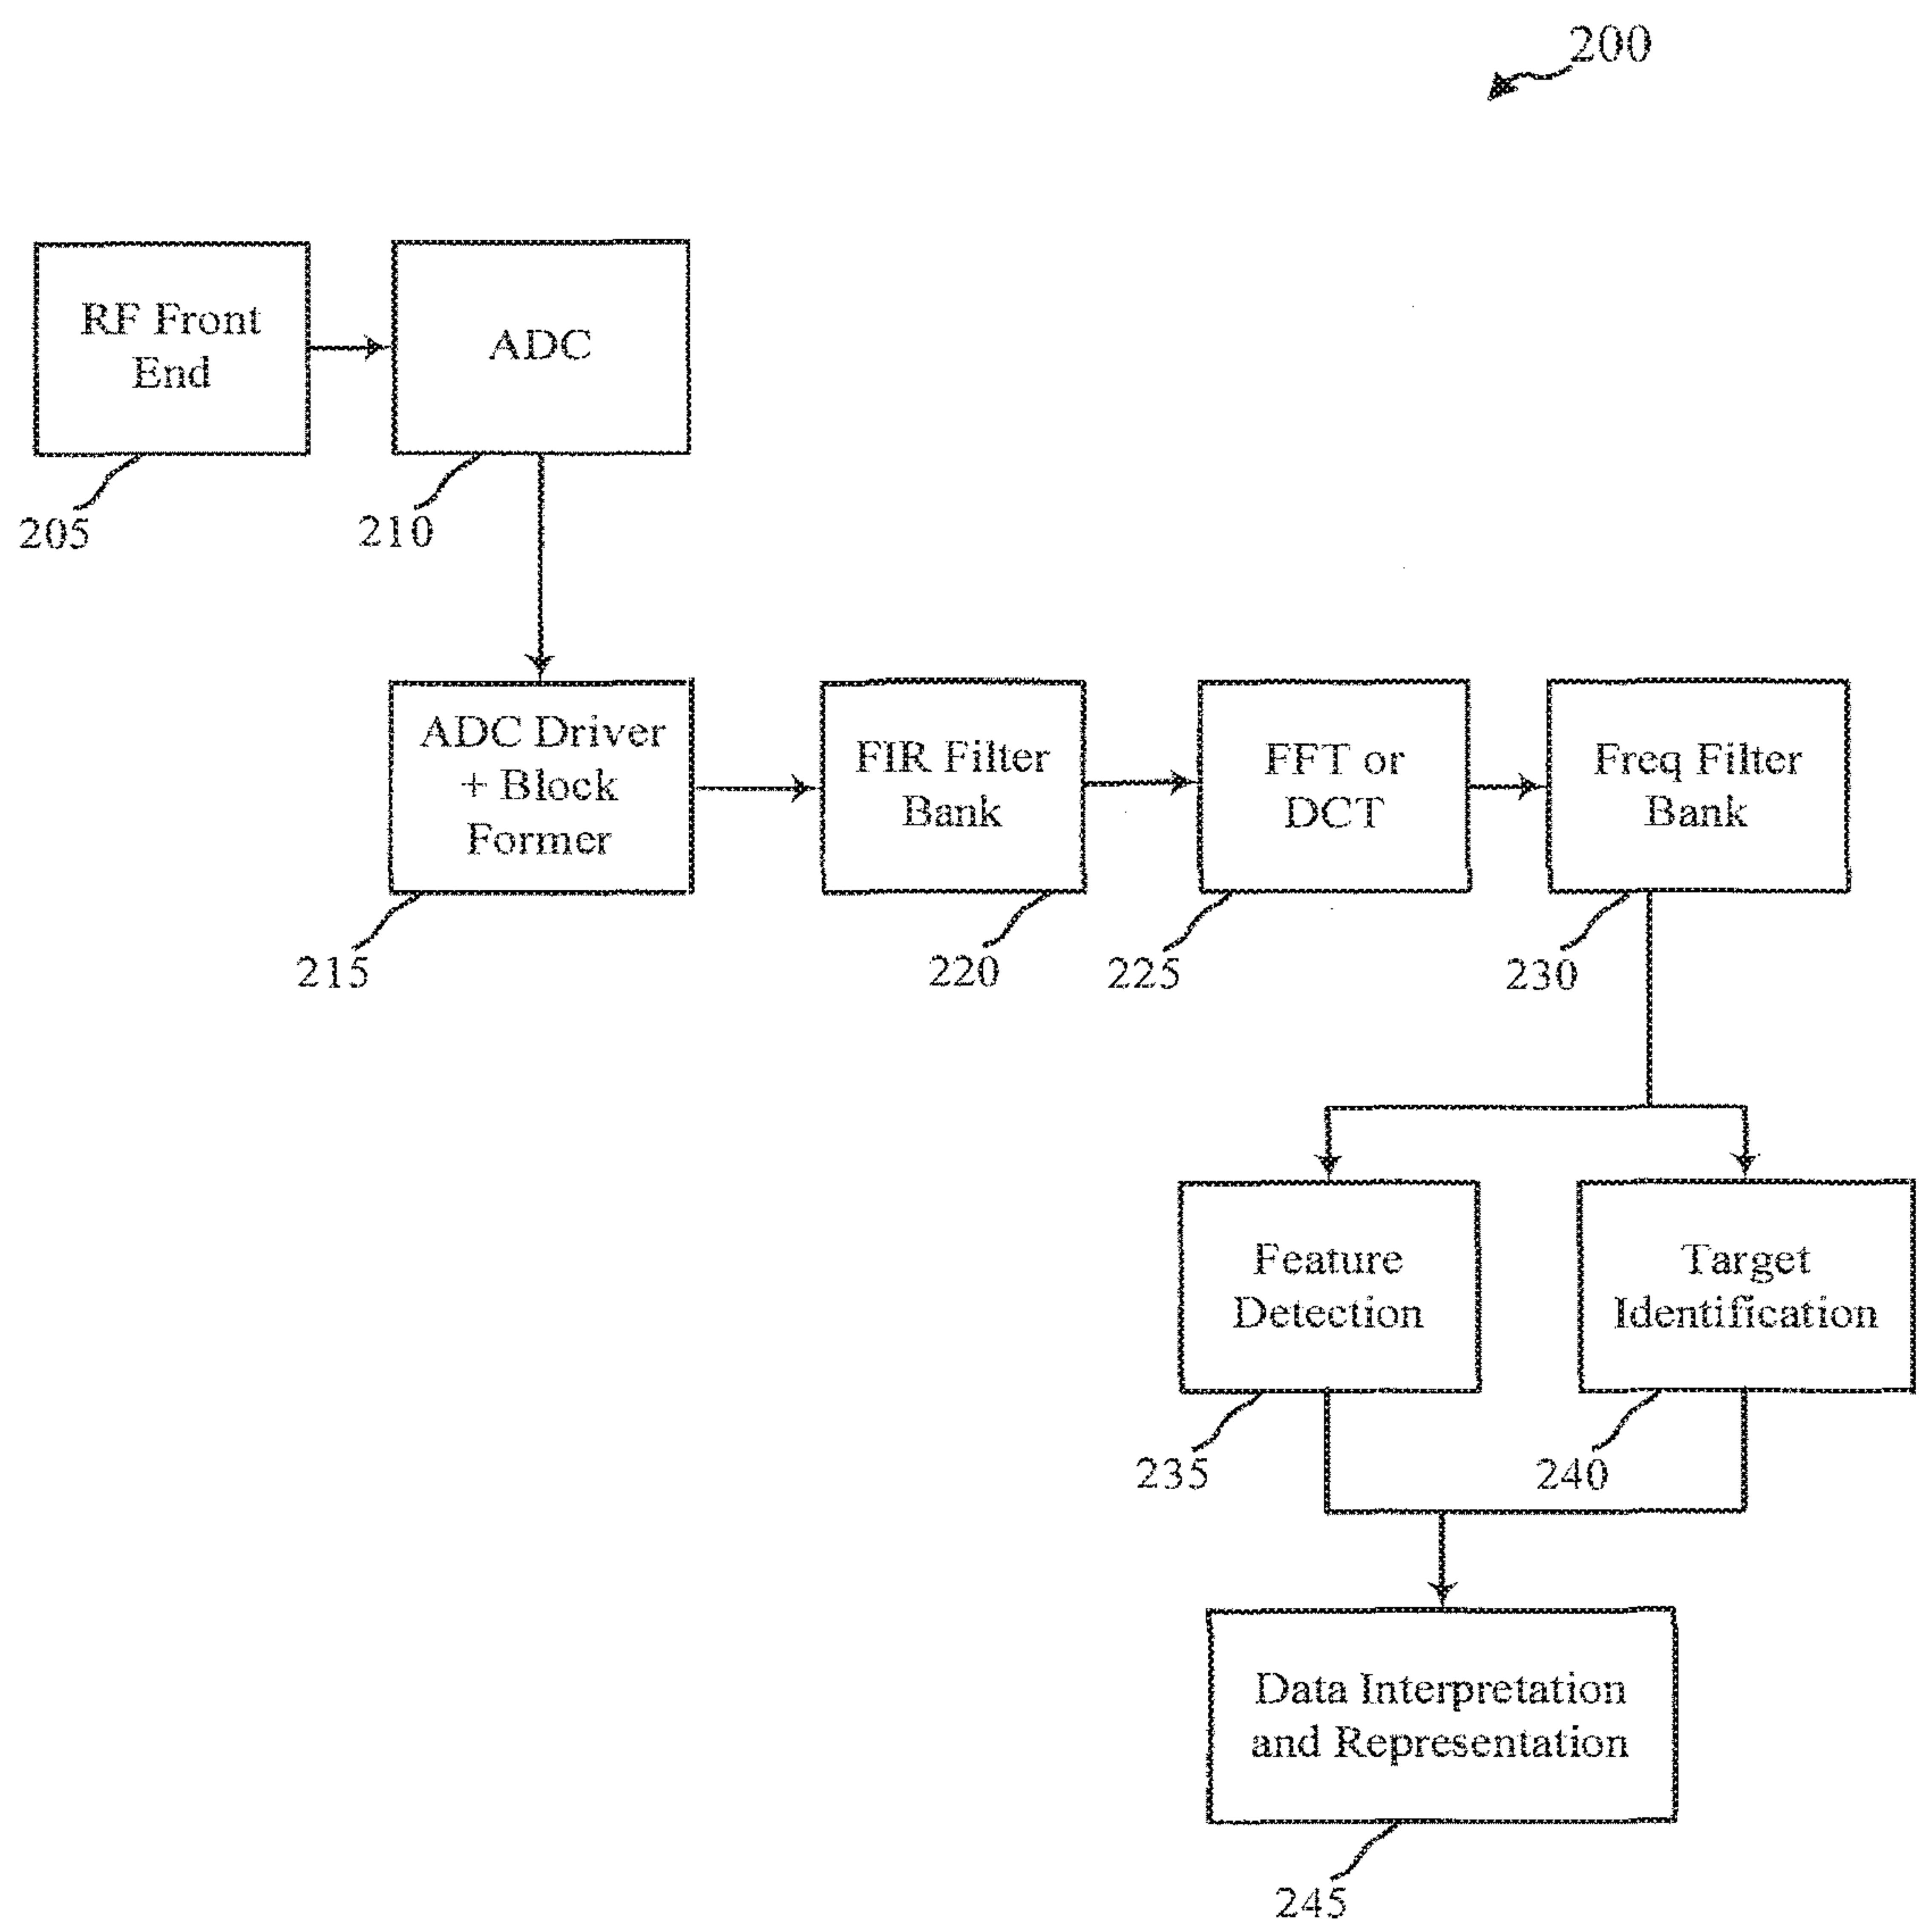 200
RF Front
End
ADC
205
210
ADC Driver
+ Block
Former
FIR Filter
Bank
FFT or
DCT
Freq Filter
Bank
215
220
225
230
Feature
Detection
Target
Identification
235
240
Data Interpretation
and Representation
245